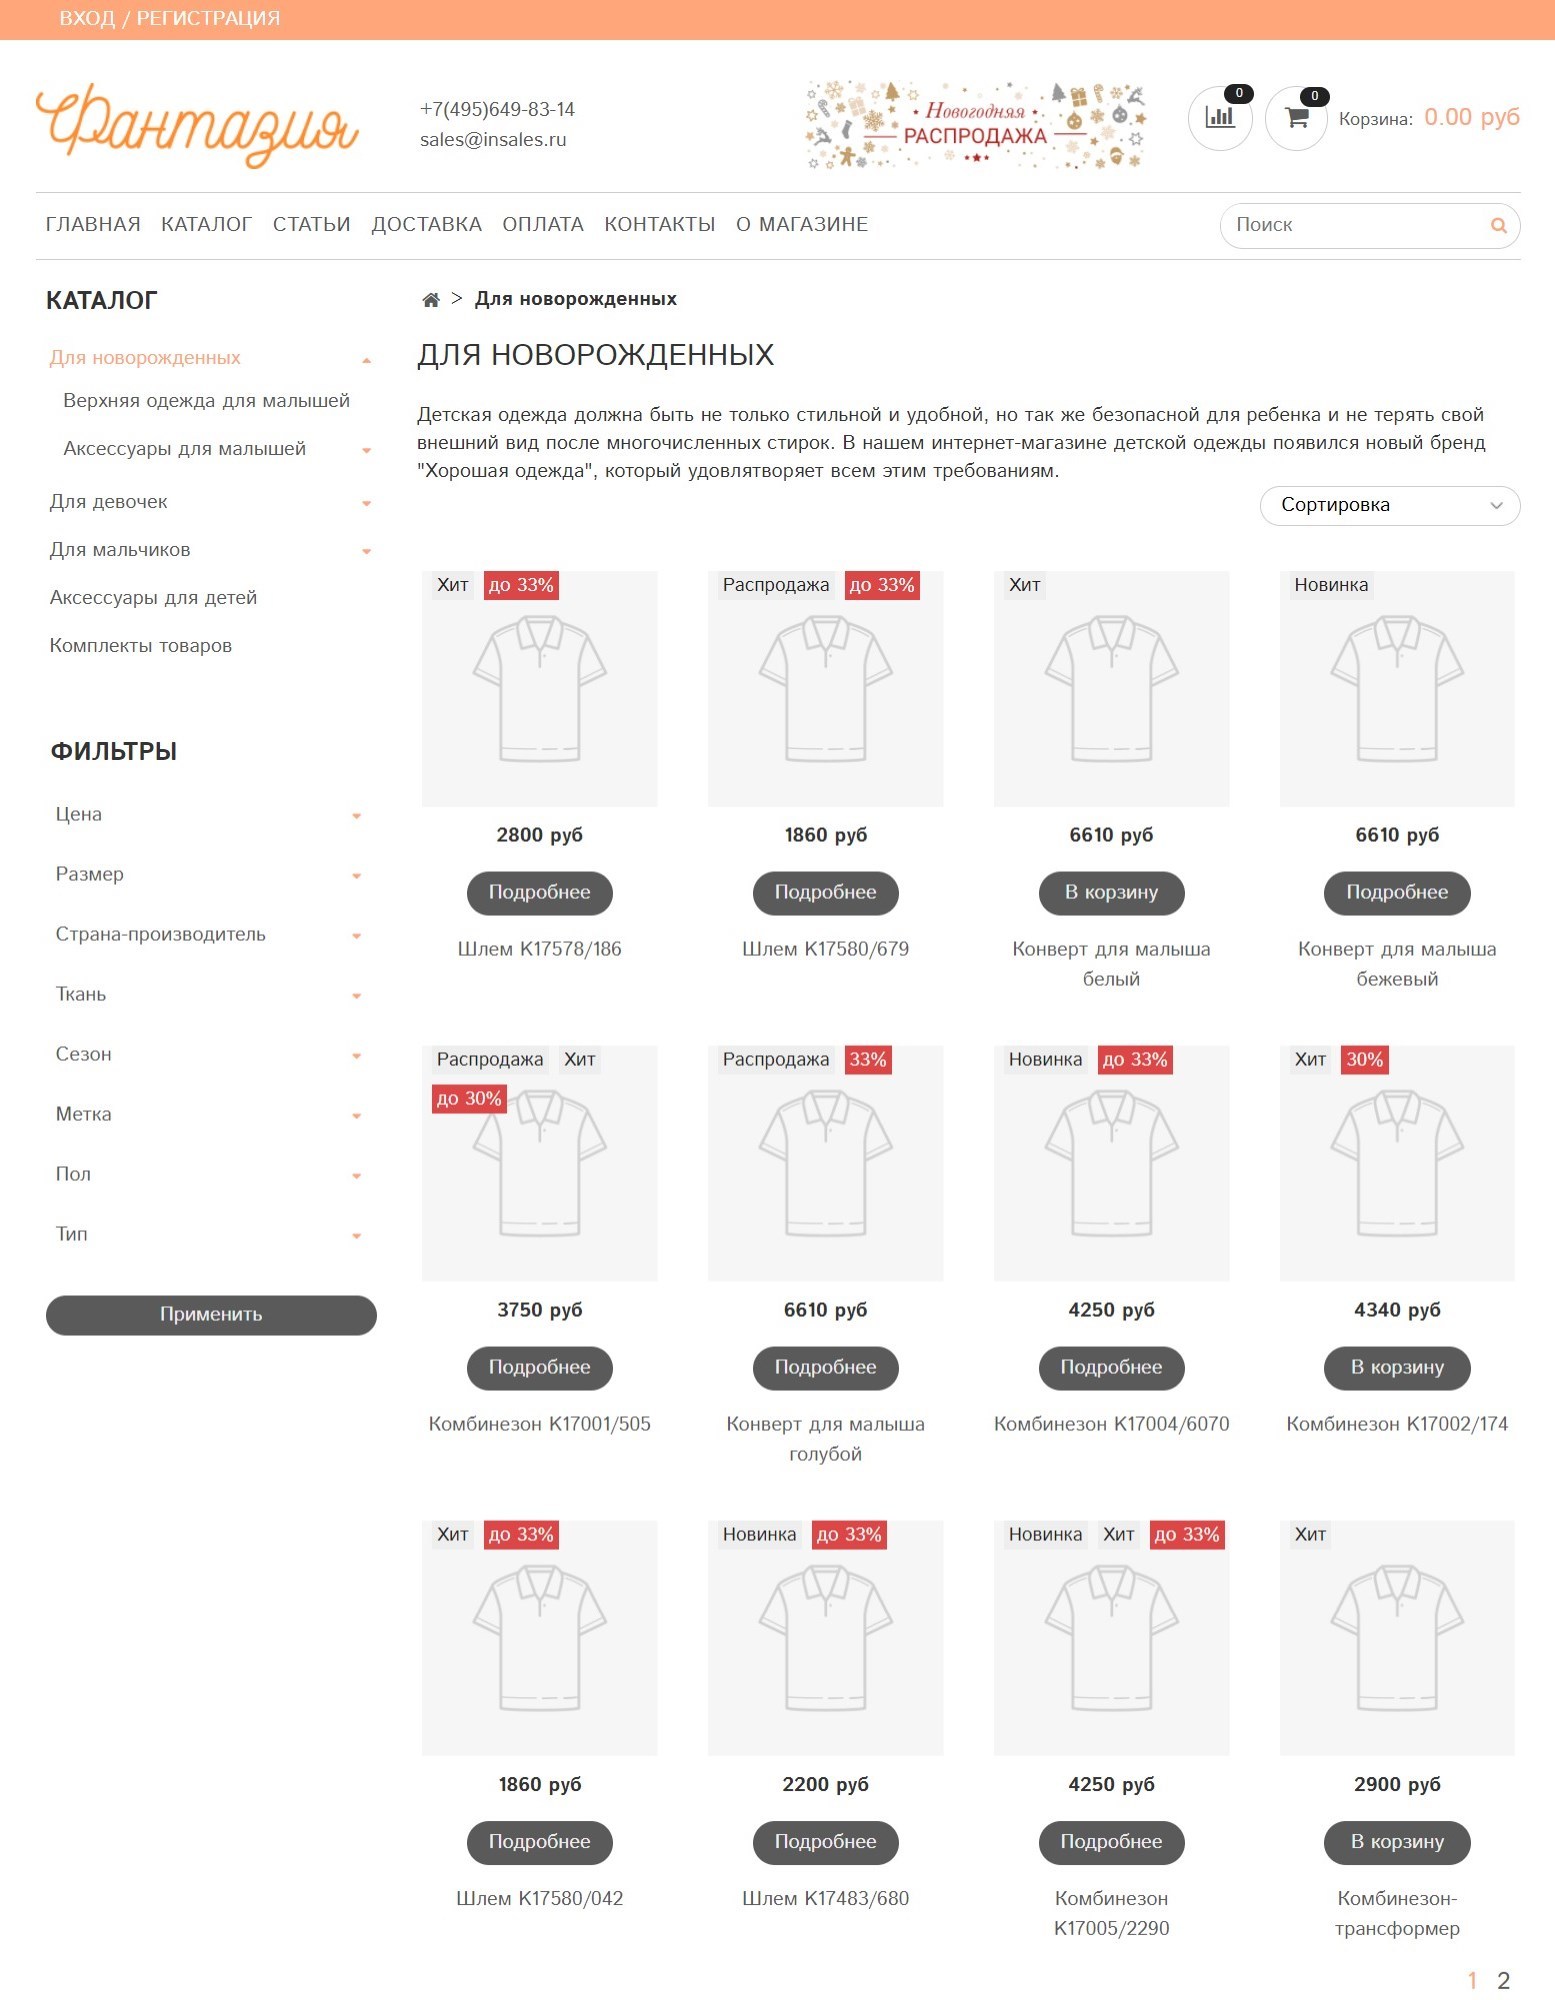 ВХОД / РЕГИСТРАЦИЯ
Фантазия
+7(495)649-83-14
sales@insales.ru
Новогодняя
РАСПРОДАЖА
0
0
Корзина: 0.00 руб
ГЛАВНАЯ КАТАЛОГ СТАТЬИ ДОСТАВКА ОПЛАТА КОНТАКТЫ О МАГАЗИНЕ
Поиск
КАТАЛОГ
Для новорожденных
Верхняя одежда для малышей
Аксессуары для малышей
Для девочек
Для мальчиков
Аксессуары для детей
Комплекты товаров
ФИЛЬТРЫ
Цена
Размер
Страна-производитель
Ткань
Сезон
Метка
Пол
Тип
Применить
> Для новорожденных
ДЛЯ НОВОРОЖДЕННЫХ
Детская одежда должна быть не только стильной и удобной, но так же безопасной для ребенка и не терять свой
внешний вид после многочисленных стирок. В нашем интернет-магазине детской одежды появился новый бренд
"Хорошая одежда", который удовлятворяет всем этим требованиям.
Сортировка
Хит до 33%
2800 руб
Подробнее
Шлем К17578/186
Распродажа до 33%
1860 руб
Подробнее
Шлем К17580/679
Хит
6610 руб
В корзину
Конверт для малыша
белый
Новинка
6610 руб
Подробнее
Конверт для малыша
бежевый
Распродажа Хит
до 30%
3750 руб
Подробнее
Комбинезон К17001/505
Распродажа 33%
6610 руб
Подробнее
Конверт для малыша
голубой
Новинка до 33%
4250 руб
Подробнее
Комбинезон К17004/6070
Хит 30%
4340 руб
В корзину
Комбинезон К17002/174
Хит до 33%
1860 руб
Подробнее
Шлем К17580/042
Новинка до 33%
2200 руб
Подробнее
Шлем К17483/680
Новинка Хит до 33%
4250 руб
Подробнее
Комбинезон
К17005/2290
Хит
2900 руб
В корзину
Комбинезон-
трансформер
1 2